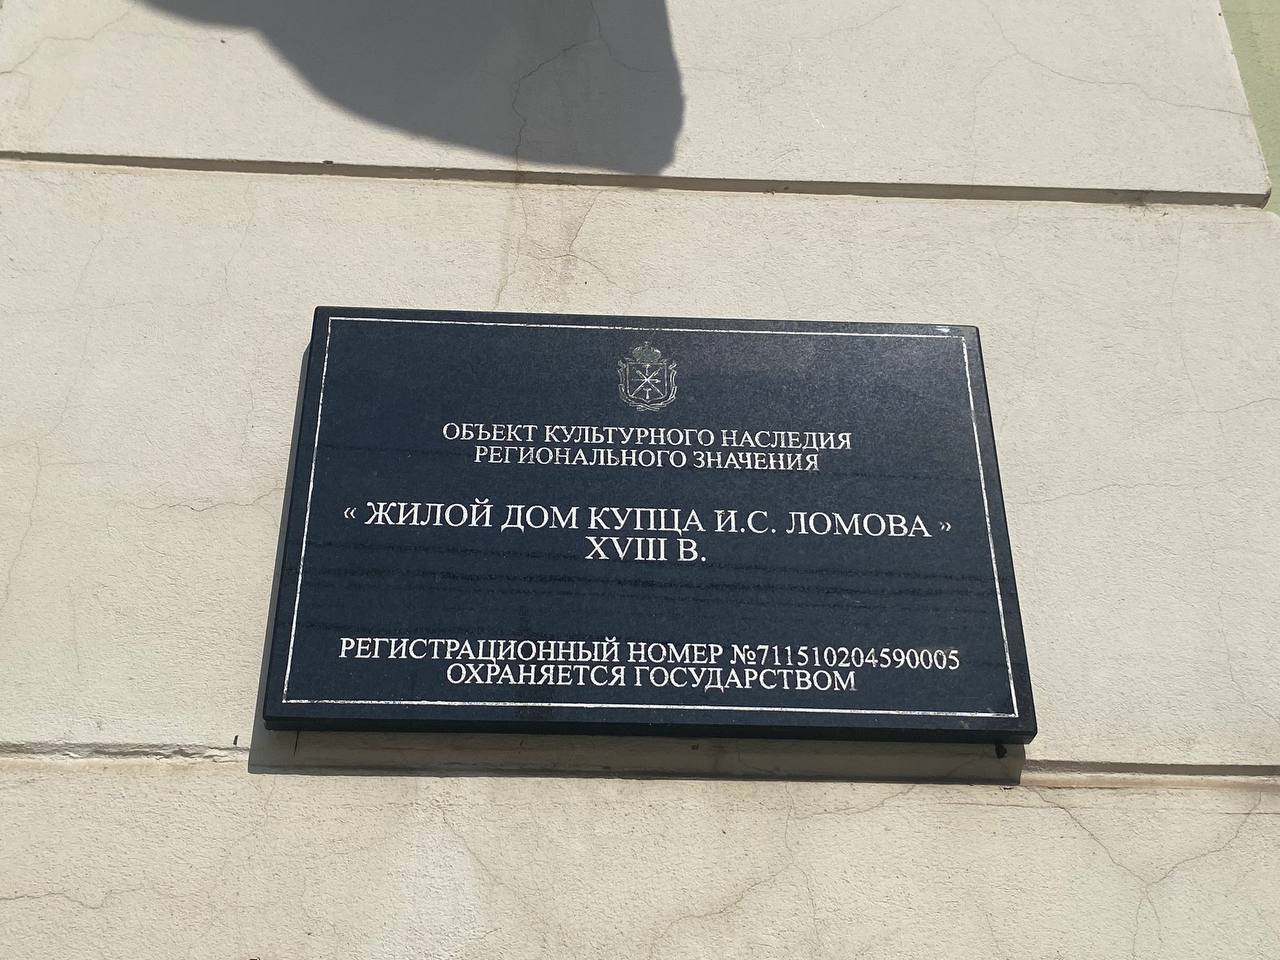 ОБЪЕКТ КУЛЬТУРНОГО НАСЛЕДИЯ
РЕГИОНАЛЬНОГО ЗНАЧЕНИЯ
« ЖИЛОЙ ДОМ КУПЦА И.С. ЛОМОВА »
XVIII В.
РЕГИСТРАЦИОННЫЙ НОМЕР №711510204590005
ОХРАНЯЕТСЯ ГОСУДАРСТВОМ